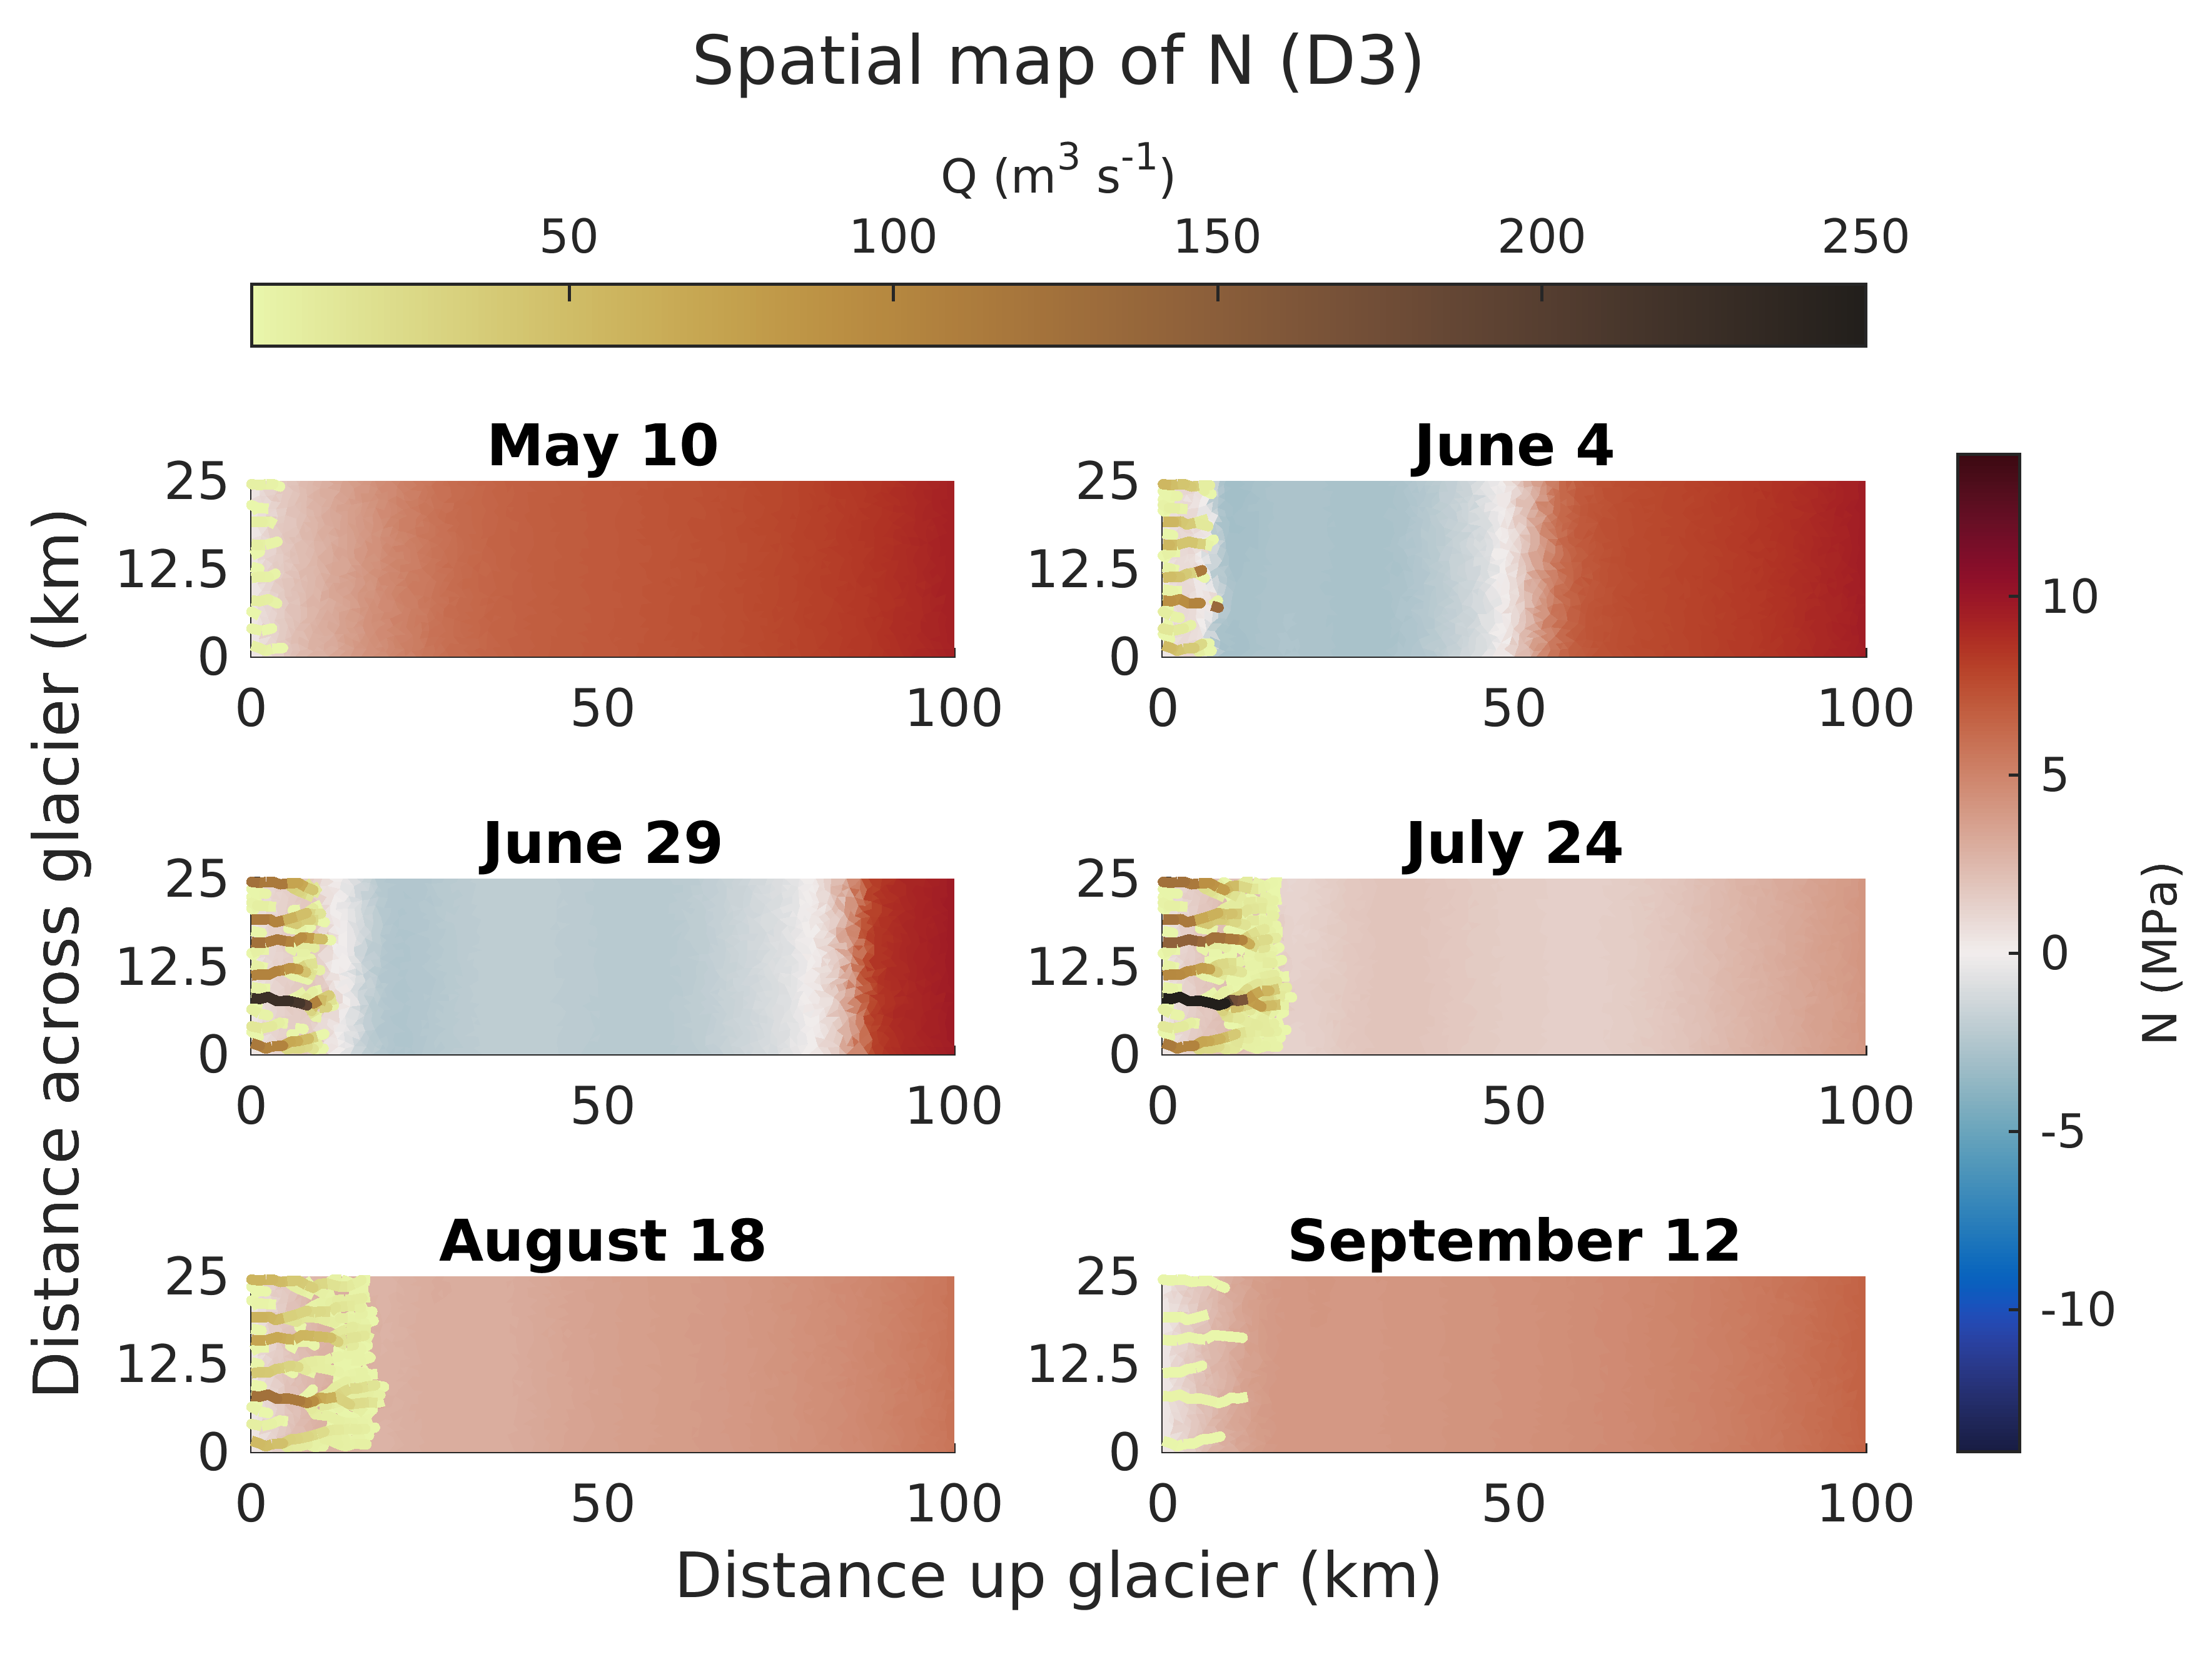 Spatial map of N (D3)
Q (m³ s⁻¹)
50 100 150 200 250
May 10
25
12.5
0
0 50 100
June 4
25
12.5
0
0 50 100
June 29
25
12.5
0
0 50 100
July 24
25
12.5
0
0 50 100
August 18
25
12.5
0
0 50 100
September 12
25
12.5
0
0 50 100
Distance across glacier (km)
Distance up glacier (km)
10
5
0
-5
-10
N (MPa)